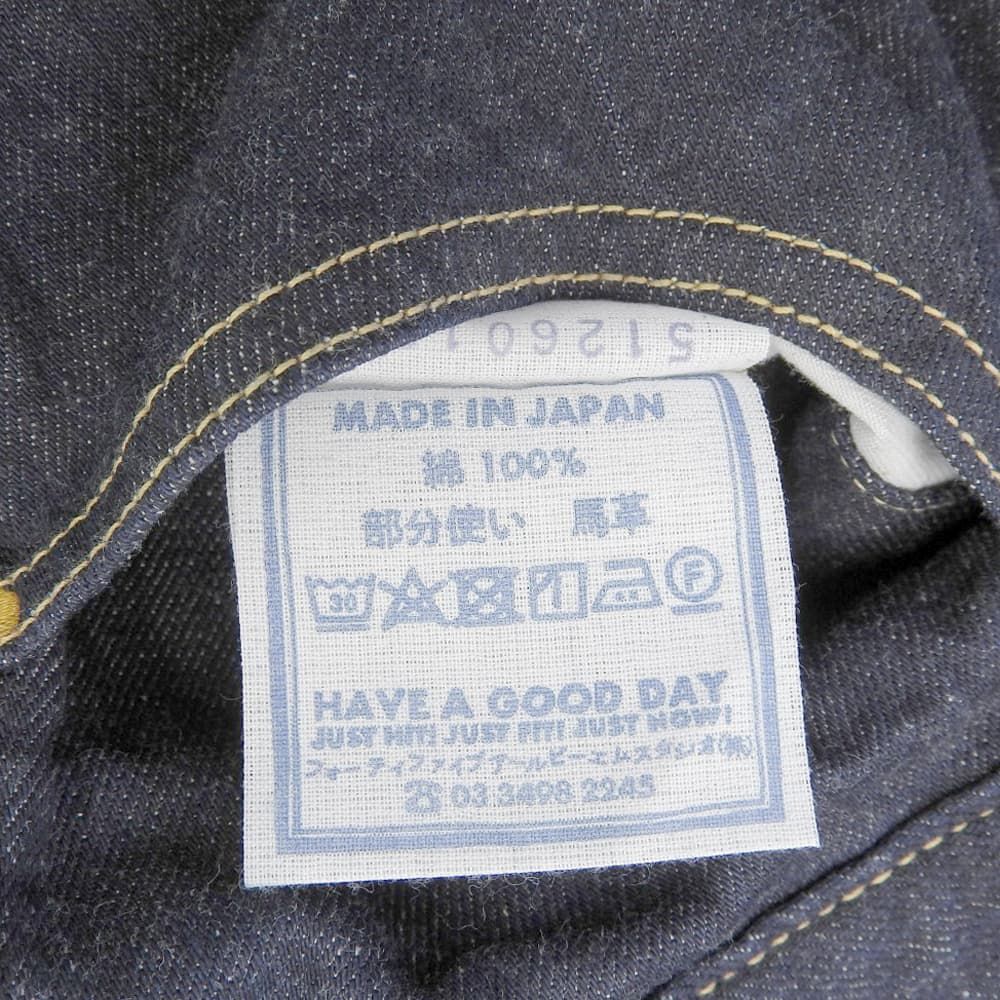 512601
MADE IN JAPAN
綿 100%
部分使い 馬革
30 F
HAVE A GOOD DAY
JUST HIT! JUST FIT! JUST NOW!
フォーティファイブアールピーエムスタジオ(株)
☎ 03 3498 2245